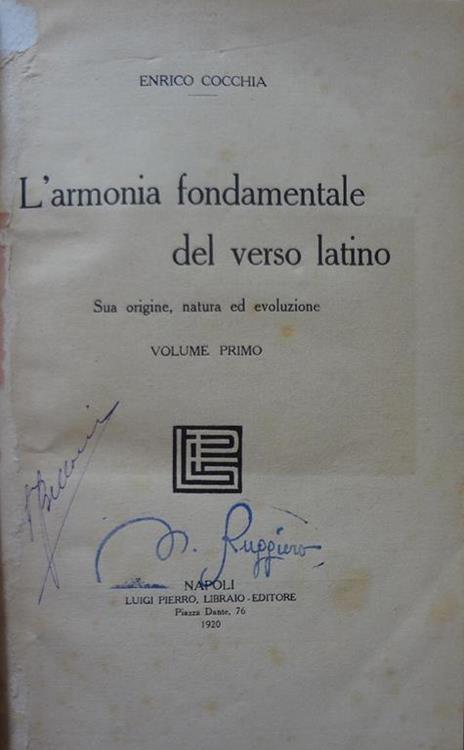 ENRICO COCCHIA
L'armonia fondamentale
del verso latino
Sua origine, natura ed evoluzione
VOLUME PRIMO
Ruggiero
NAPOLI
LUIGI PIERRO, LIBRAIO-EDITORE
Piazza Dante, 76
1920